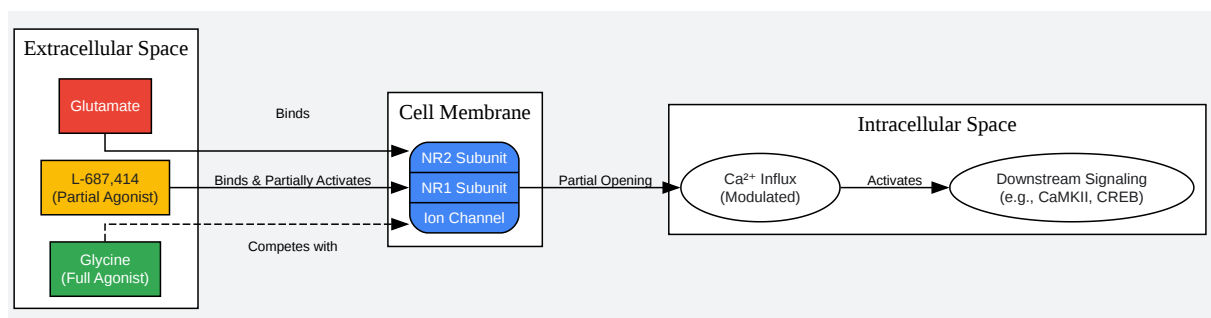 Extracellular Space
Glutamate
L-687,414
(Partial Agonist)
Glycine
(Full Agonist)
Binds
Binds & Partially Activates
Competes with
Cell Membrane
NR2 Subunit
NR1 Subunit
Ion Channel
Partial Opening
Intracellular Space
Ca²⁺ Influx
(Modulated)
Activates
Downstream Signaling
(e.g., CaMKII, CREB)